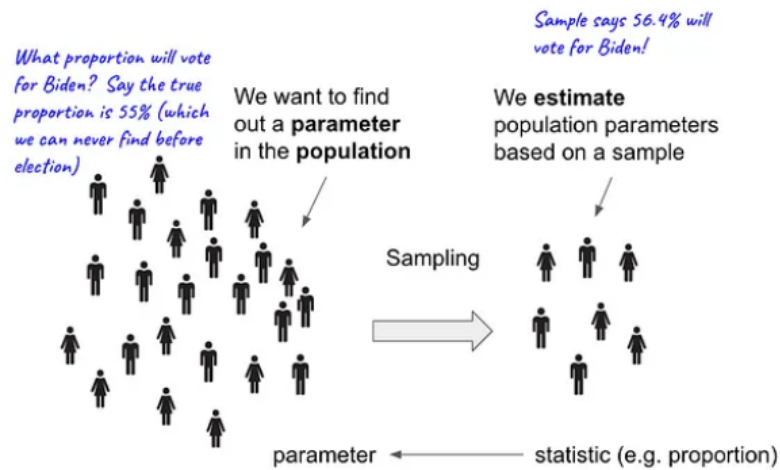 What proportion will vote
for Biden? Say the true
proportion is 55% (which
we can never find before
election)
We want to find
out a parameter
in the population
Sample says 56.4% will
vote for Biden!
We estimate
population parameters
based on a sample
Sampling
parameter
statistic (e.g. proportion)